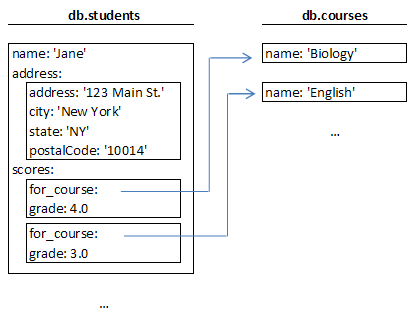 db.students
name: 'Jane'
address:
address: '123 Main St.'
city: 'New York'
state: 'NY'
postalCode: '10014'
scores:
for_course:
grade: 4.0
for_course:
grade: 3.0
...
db.courses
name: 'Biology'
name: 'English'
...